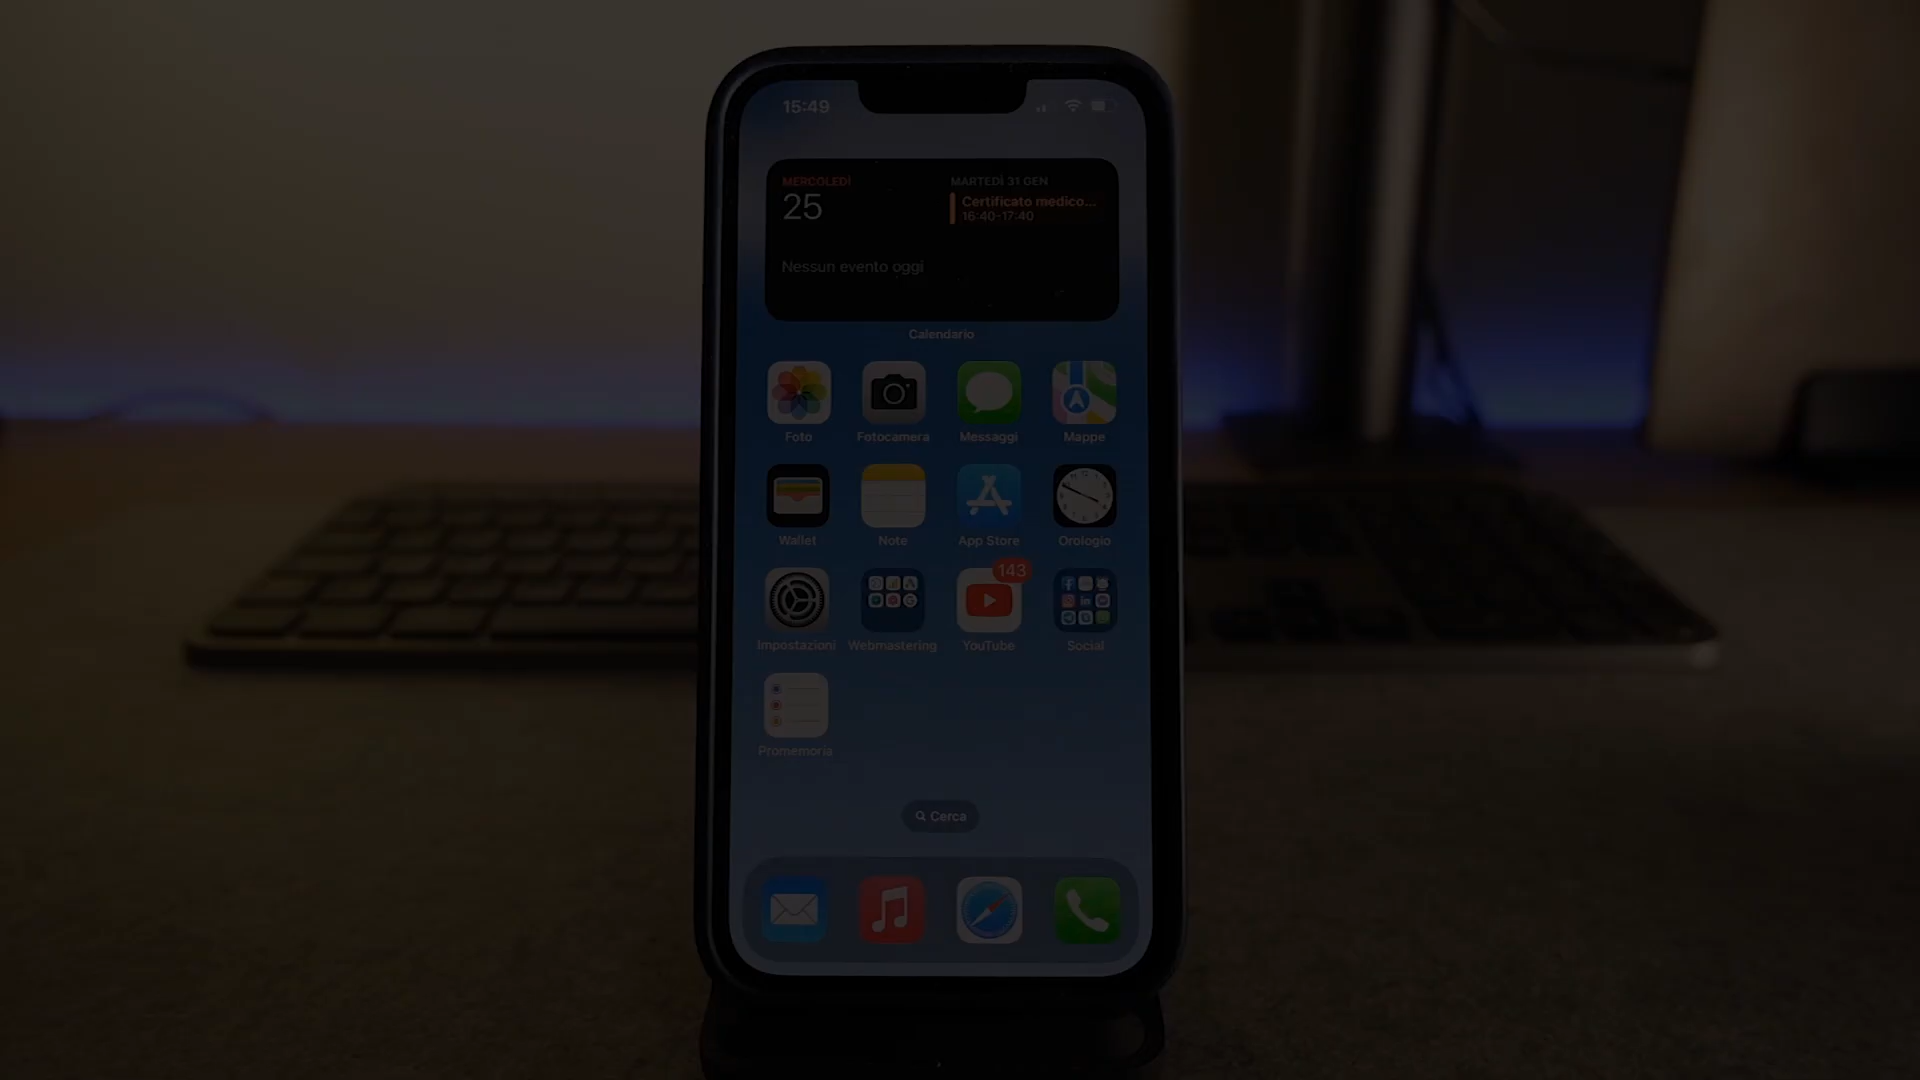 15:49
MERCOLEDÌ
25
Nessun evento oggi
MARTEDÌ 31 GEN
Certificato medico...
16:40-17:40
Calendario
Foto
Fotocamera
Messaggi
Mappe
Wallet
Note
App Store
Orologio
143
Impostazioni
Webmastering
YouTube
Social
Promemoria
Cerca